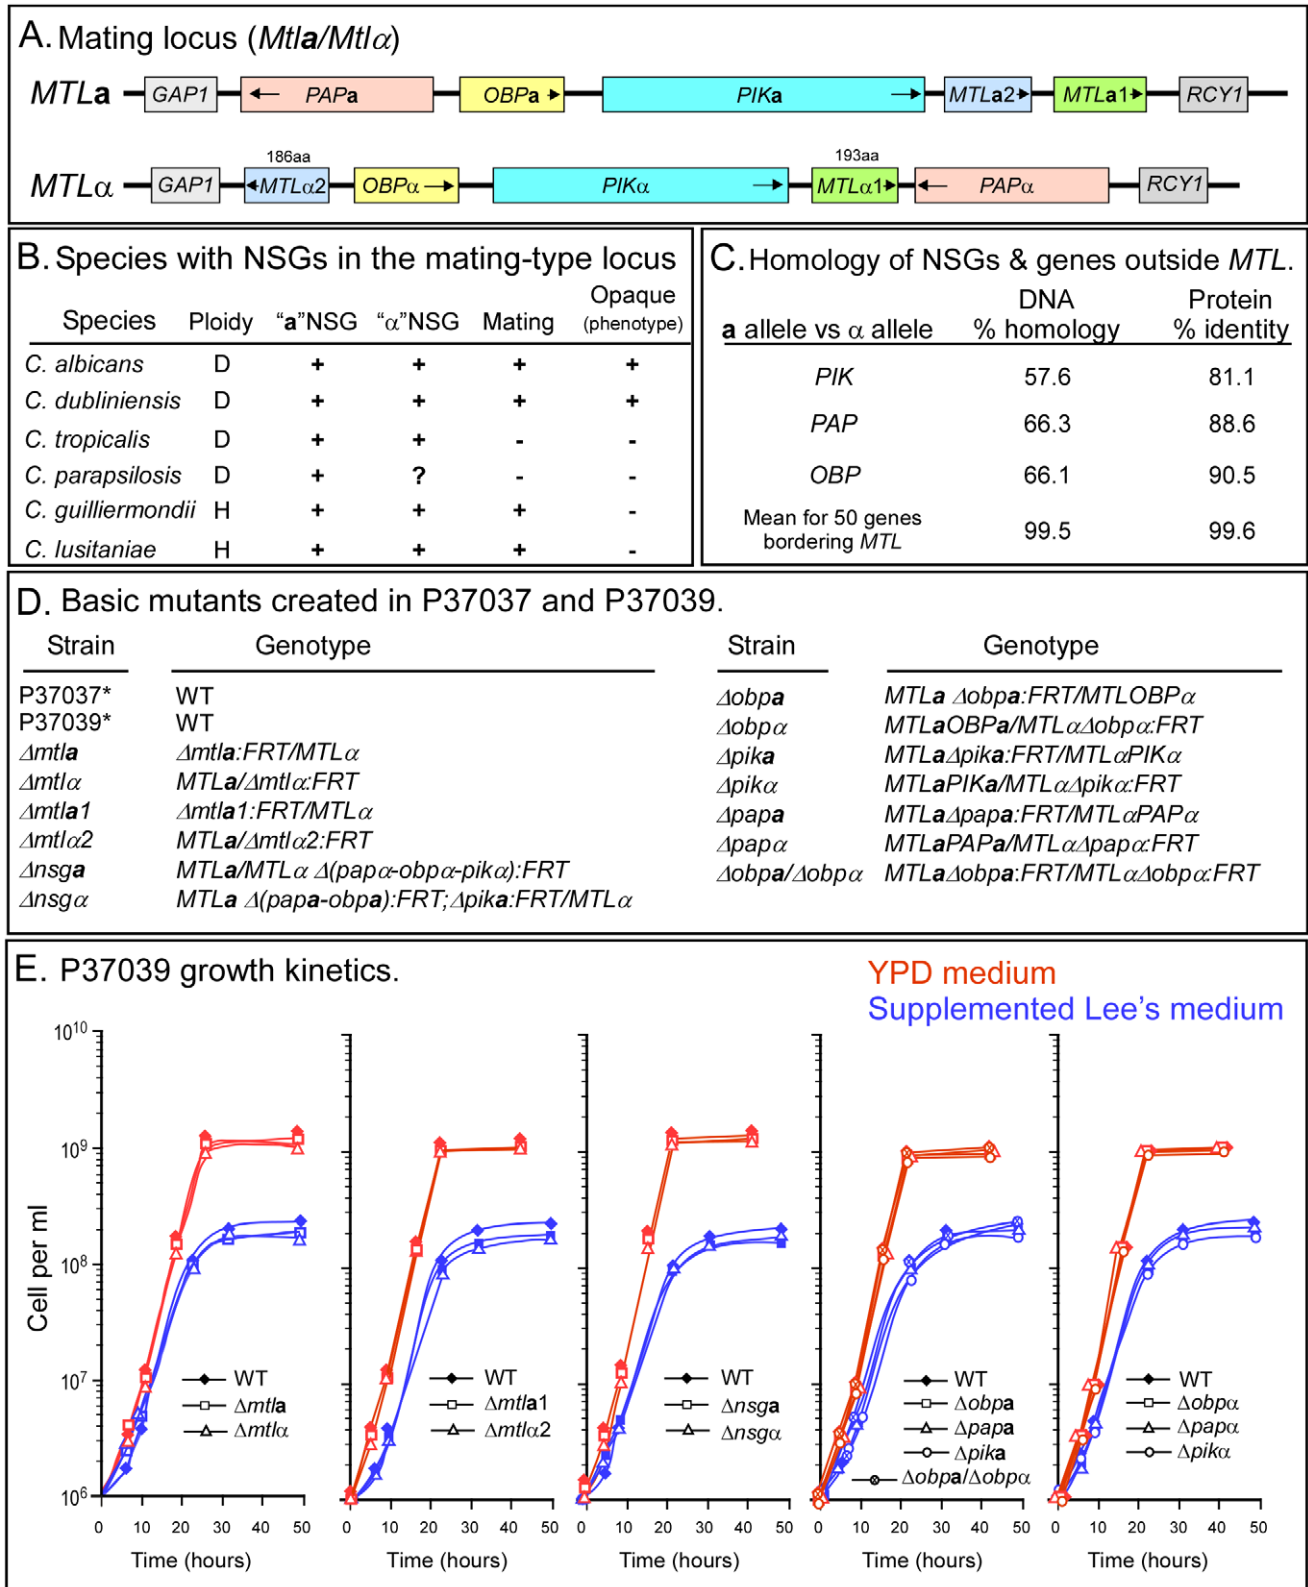 A. Mating locus (Mtla/Mtlα)
MTLa GAP1 PAPa OBPa PIKa MTLa2 MTLa1 RCY1
186aa 193aa
MTLα GAP1 MTLα2 OBPα PIKα MTLα1 PAPα RCY1
B. Species with NSGs in the mating-type locus
Species Ploidy “a”NSG “α”NSG Mating Opaque (phenotype)
C. albicans D + + + +
C. dubliniensis D + + + +
C. tropicalis D + + - -
C. parapsilosis D + ? - -
C. guilliermondii H + + + -
C. lusitaniae H + + + -
C. Homology of NSGs & genes outside MTL.
a allele vs α allele DNA % homology Protein % identity
PIK 57.6 81.1
PAP 66.3 88.6
OBP 66.1 90.5
Mean for 50 genes bordering MTL 99.5 99.6
D. Basic mutants created in P37037 and P37039.
Strain Genotype
P37037* WT
P37039* WT
Δmtla Δmtla:FRT/MTLα
Δmtlα MTLa/Δmtlα:FRT
Δmtla1 Δmtla1:FRT/MTLα
Δmtlα2 MTLa/Δmtlα2:FRT
Δnsga MTLa/MTLα Δ(papα-obpα-pikα):FRT
Δnsgα MTLa Δ(papa-obpa):FRT;Δpika:FRT/MTLα
Strain Genotype
Δobpa MTLa Δobpa:FRT/MTLOBPα
Δobpα MTLaOBPa/MTLαΔobpα:FRT
Δpika MTLaΔpika:FRT/MTLαPIKα
Δpikα MTLaPIKa/MTLαΔpikα:FRT
Δpapa MTLaΔpapa:FRT/MTLαPAPα
Δpapα MTLaPAPa/MTLαΔpapα:FRT
Δobpa/Δobpα MTLaΔobpa:FRT/MTLαΔobpα:FRT
E. P37039 growth kinetics.
YPD medium
Supplemented Lee's medium
Cell per ml
10^10
10^9
10^8
10^7
10^6
WT
Δmtla
Δmtlα
0 10 20 30 40 50
Time (hours)
WT
Δmtla1
Δmtlα2
0 10 20 30 40 50
Time (hours)
WT
Δnsga
Δnsgα
0 10 20 30 40 50
Time (hours)
WT
Δobpa
Δpapa
Δpika
Δobpa/Δobpα
0 10 20 30 40 50
Time (hours)
WT
Δobpα
Δpapα
Δpikα
0 10 20 30 40 50
Time (hours)